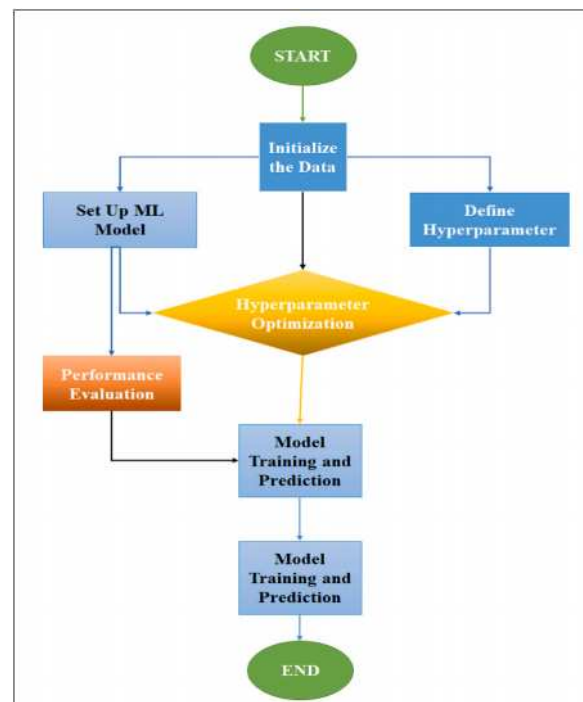 START
Initialize
the Data
Set Up ML
Model
Define
Hyperparameter
Hyperparameter
Optimization
Performance
Evaluation
Model
Training and
Prediction
Model
Training and
Prediction
END